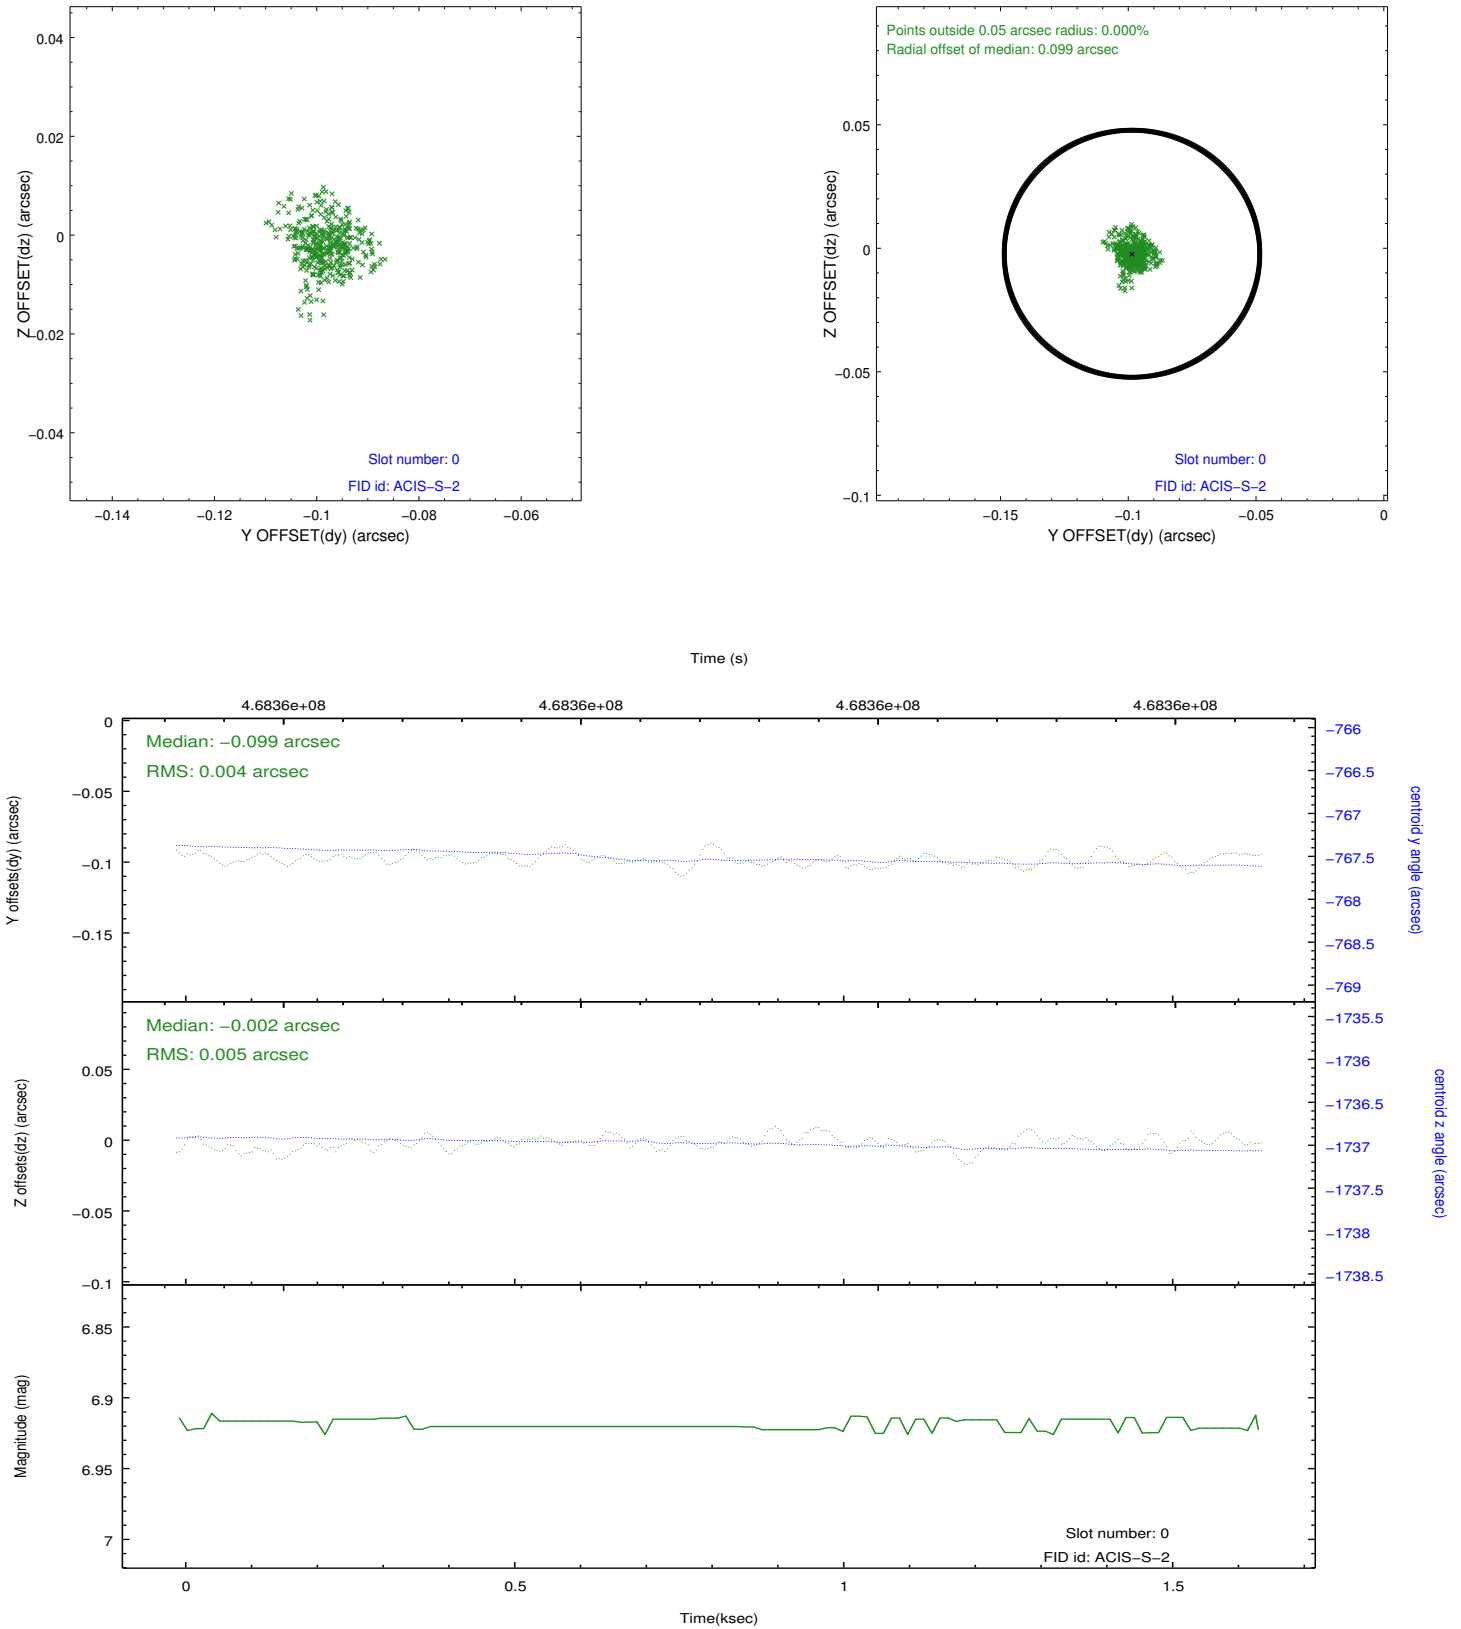 0.04
0.02
0
−0.02
−0.04
Z OFFSET(dz) (arcsec)
Slot number: 0
FID id: ACIS−S−2
−0.14
−0.12
−0.1
−0.08
−0.06
Y OFFSET(dy) (arcsec)
Points outside 0.05 arcsec radius: 0.000%
Radial offset of median: 0.099 arcsec
0.05
0
−0.05
−0.1
Z OFFSET(dz) (arcsec)
Slot number: 0
FID id: ACIS−S−2
−0.15
−0.1
−0.05
0
Y OFFSET(dy) (arcsec)
Time (s)
4.6836e+08
4.6836e+08
4.6836e+08
4.6836e+08
Median: −0.099 arcsec
RMS: 0.004 arcsec
0
−0.05
−0.1
−0.15
Y offsets(dy) (arcsec)
−766
−766.5
−767
−767.5
−768
−768.5
−769
centroid y angle (arcsec)
Median: −0.002 arcsec
RMS: 0.005 arcsec
0.05
0
−0.05
−0.1
Z offsets(dz) (arcsec)
−1735.5
−1736
−1736.5
−1737
−1737.5
−1738
−1738.5
centroid z angle (arcsec)
6.85
6.9
6.95
7
Magnitude (mag)
Slot number: 0
FID id: ACIS−S−2
0
0.5
1
1.5
Time(ksec)